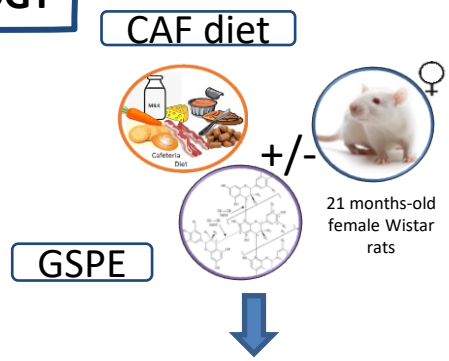 CAF diet
MILK
Cafeteria
Diet
+/-
♀
21 months-old
female Wistar
rats
GSPE